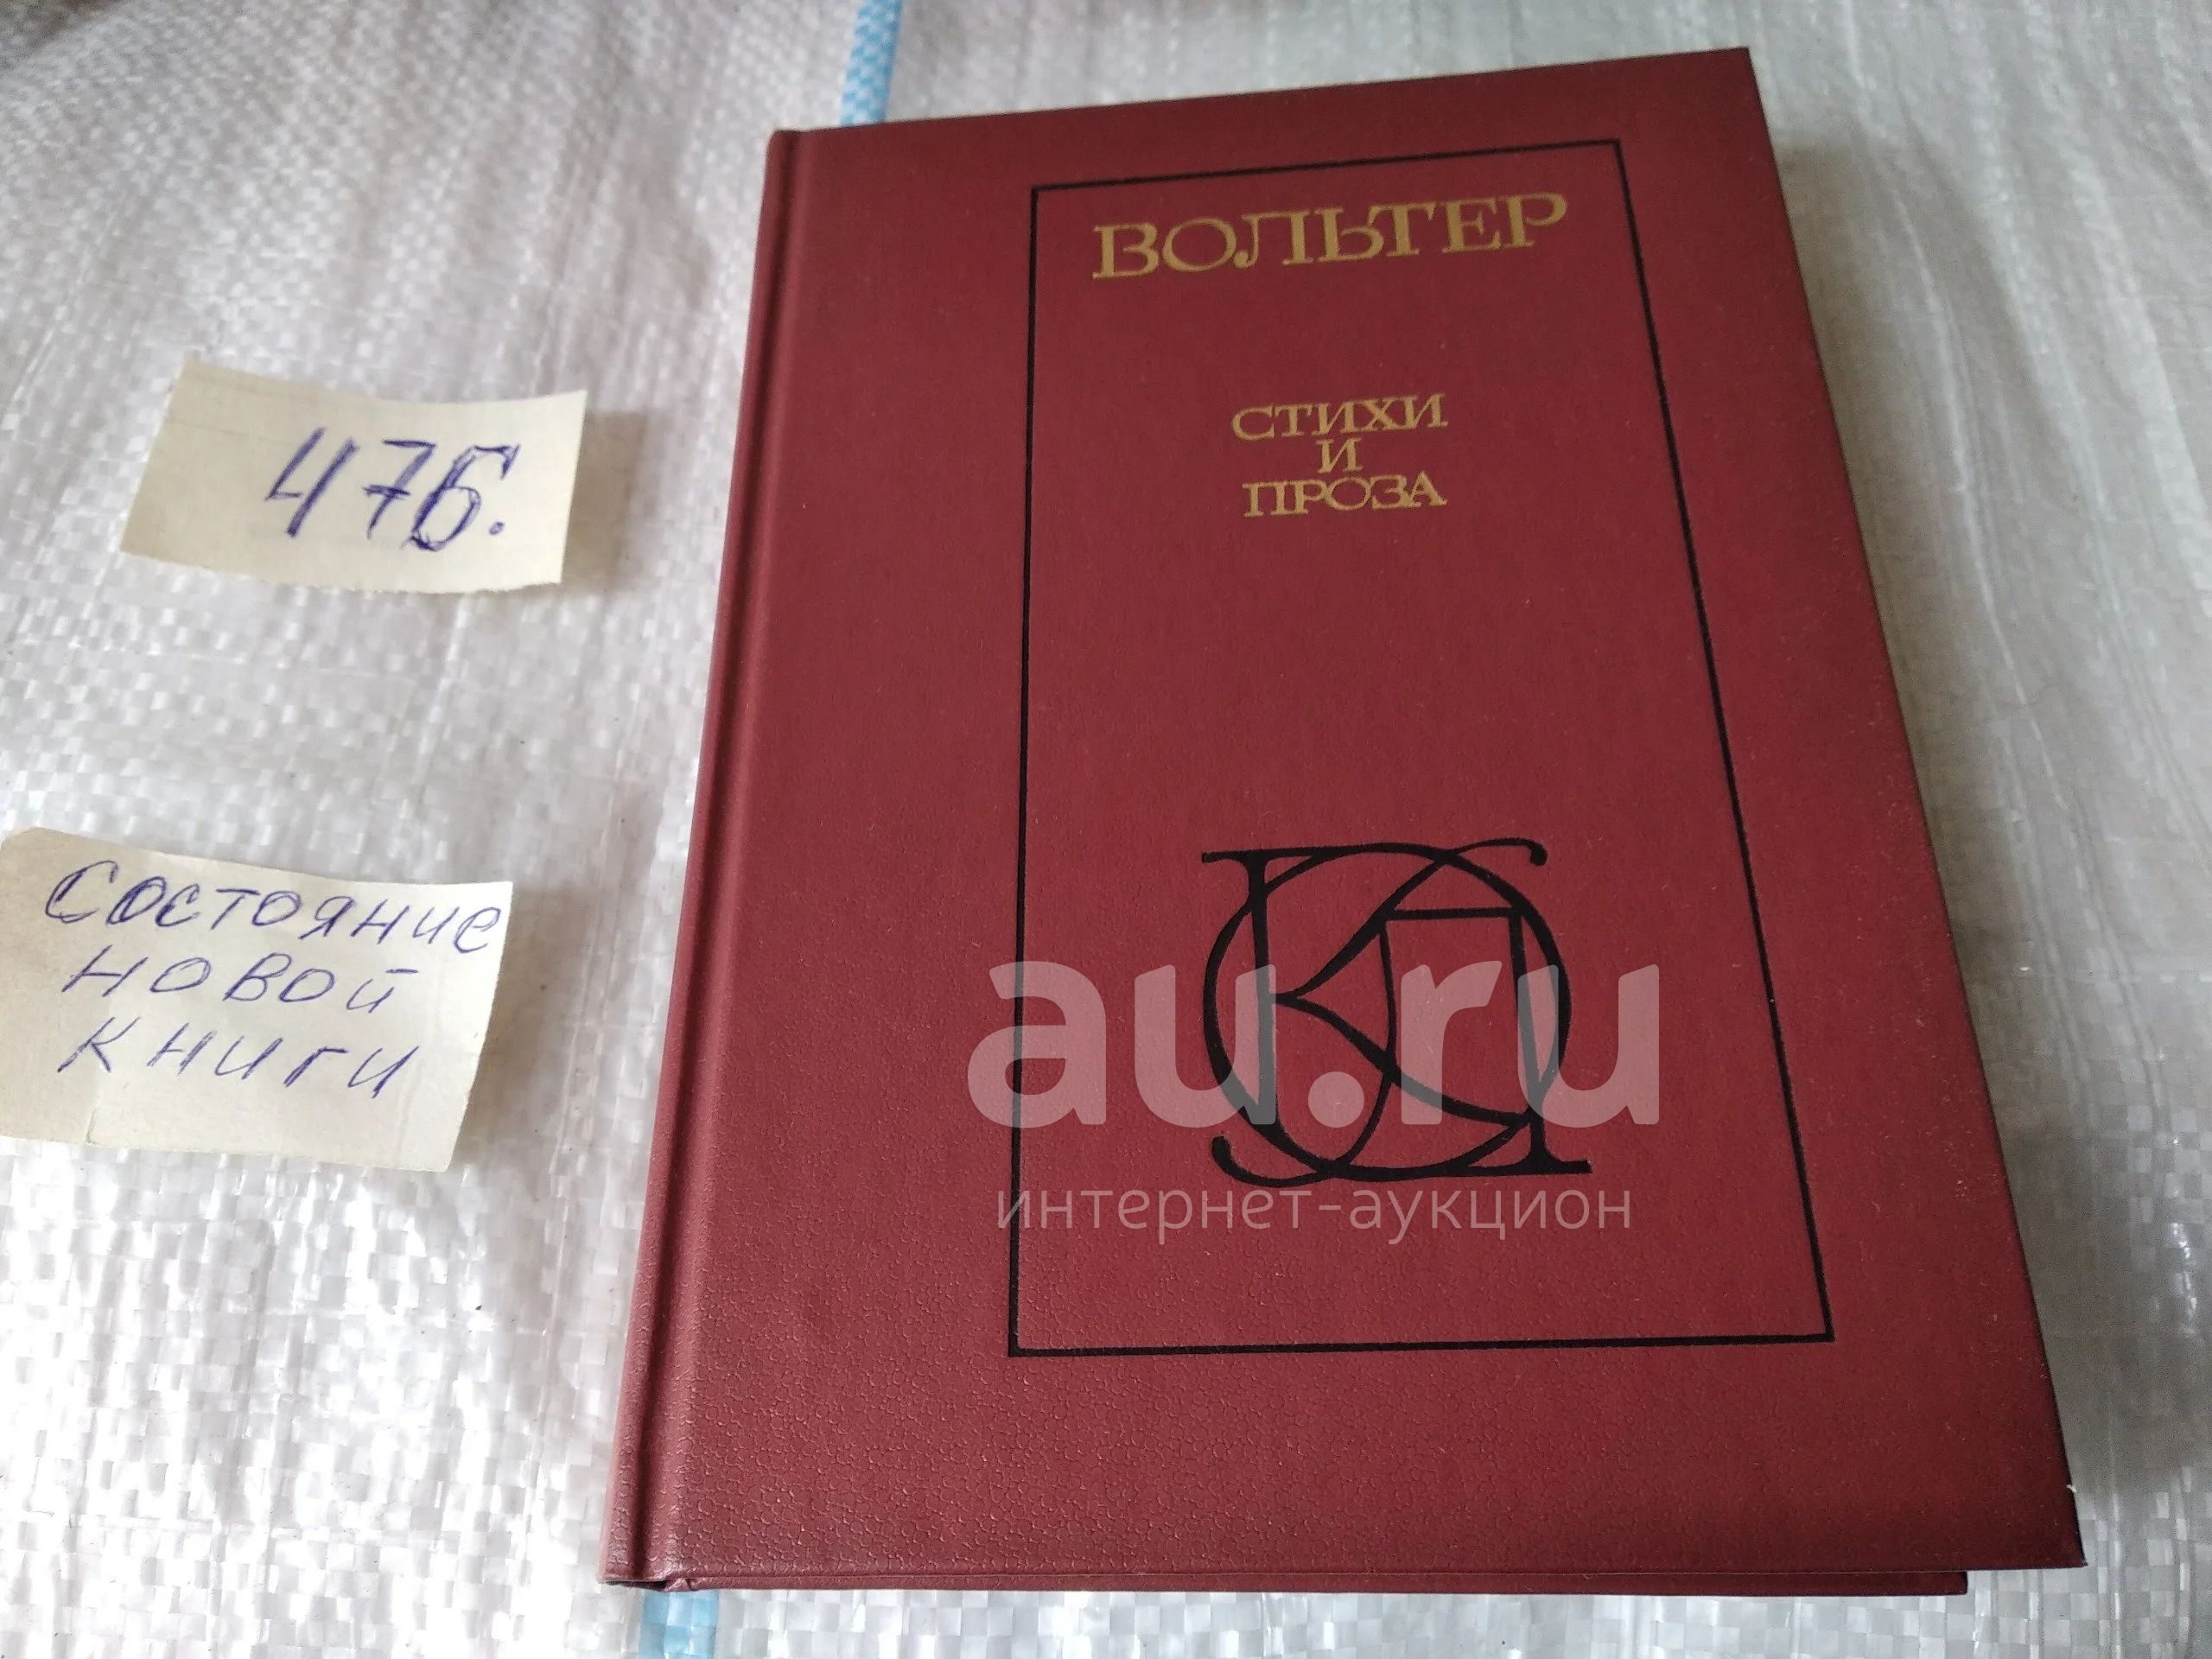 ВОЛЬТЕР
СТИХИ
И
ПРОЗА
476.
Состояние
новой
книги
au.ru
интернет-аукцион